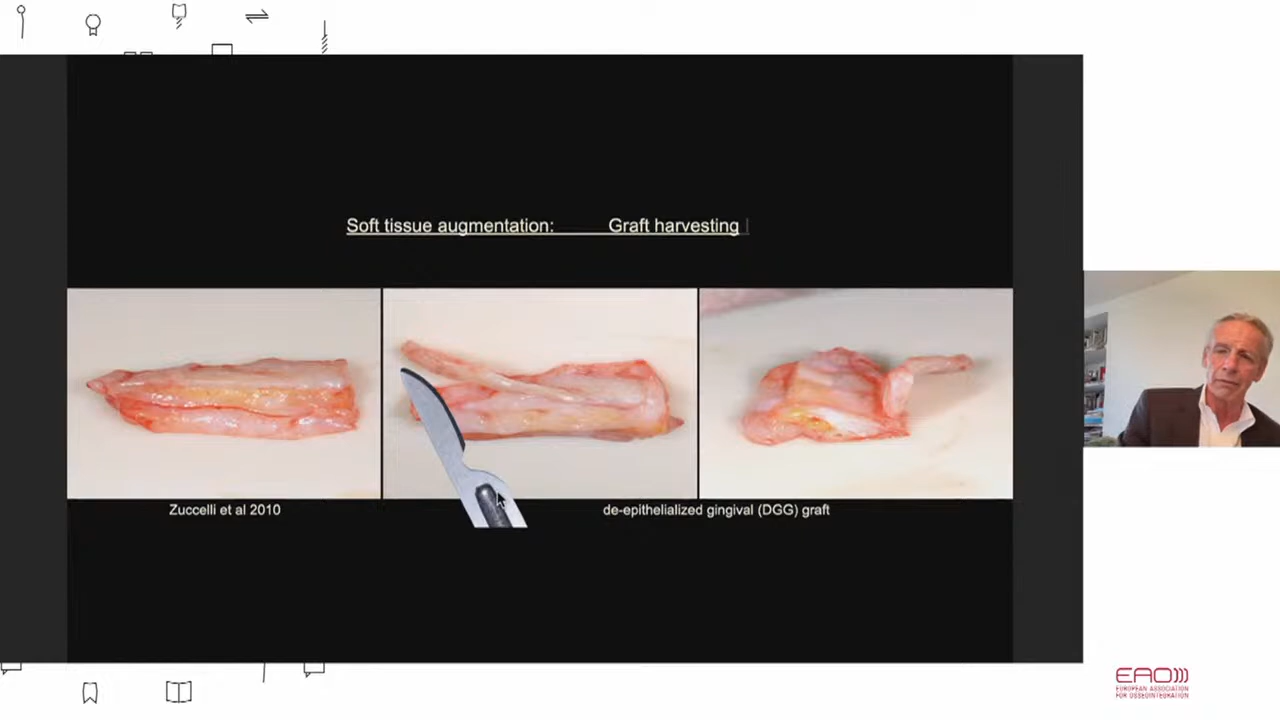 Soft tissue augmentation: Graft harvesting
Zuccelli et al 2010
de-epithelialized gingival (DGG) graft
EAO
EUROPEAN ASSOCIATION
FOR OSSEOINTEGRATION